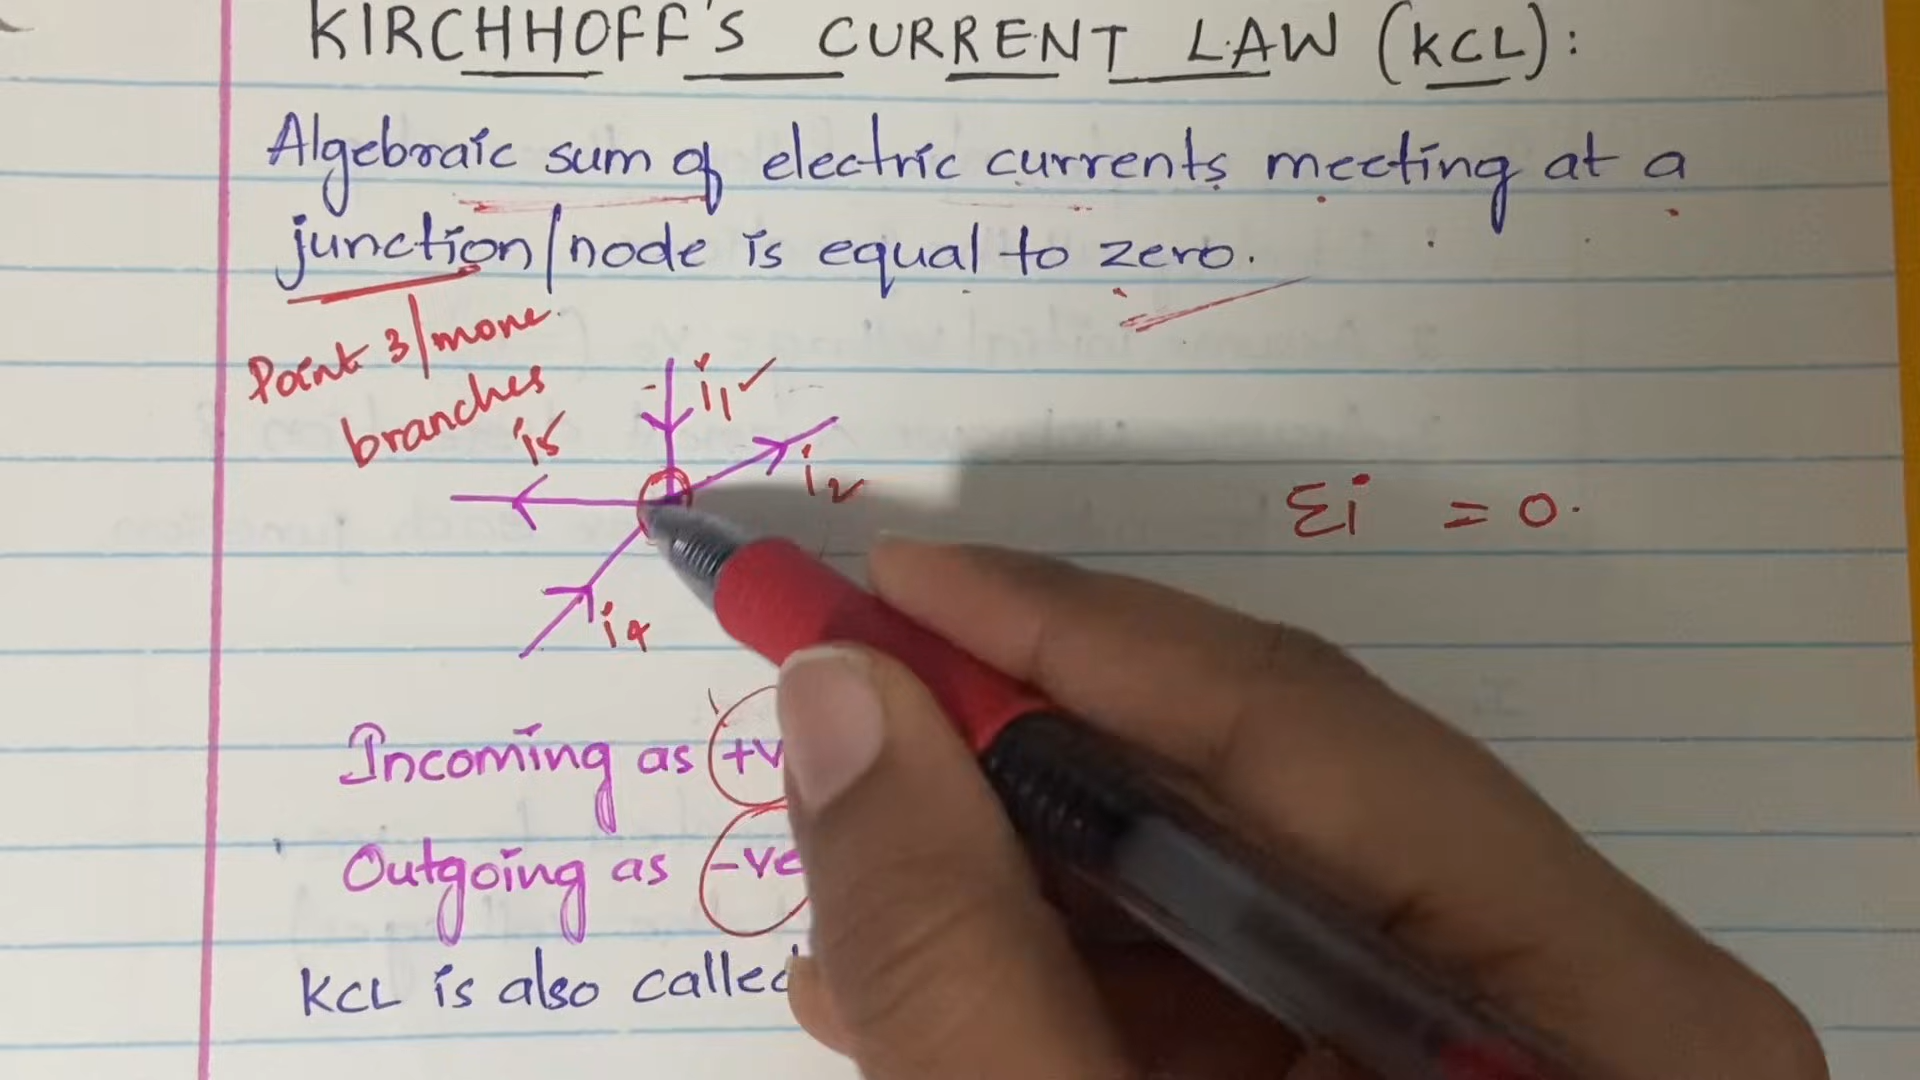 KIRCHHOFF'S CURRENT LAW (KCL):
Algebraic sum of electric currents meeting at a
junction/node is equal to zero.
Point 3/more
branches
i1
i5
i2
Σi = 0.
i4
Incoming as +v
Outgoing as -ve
KCL is also called